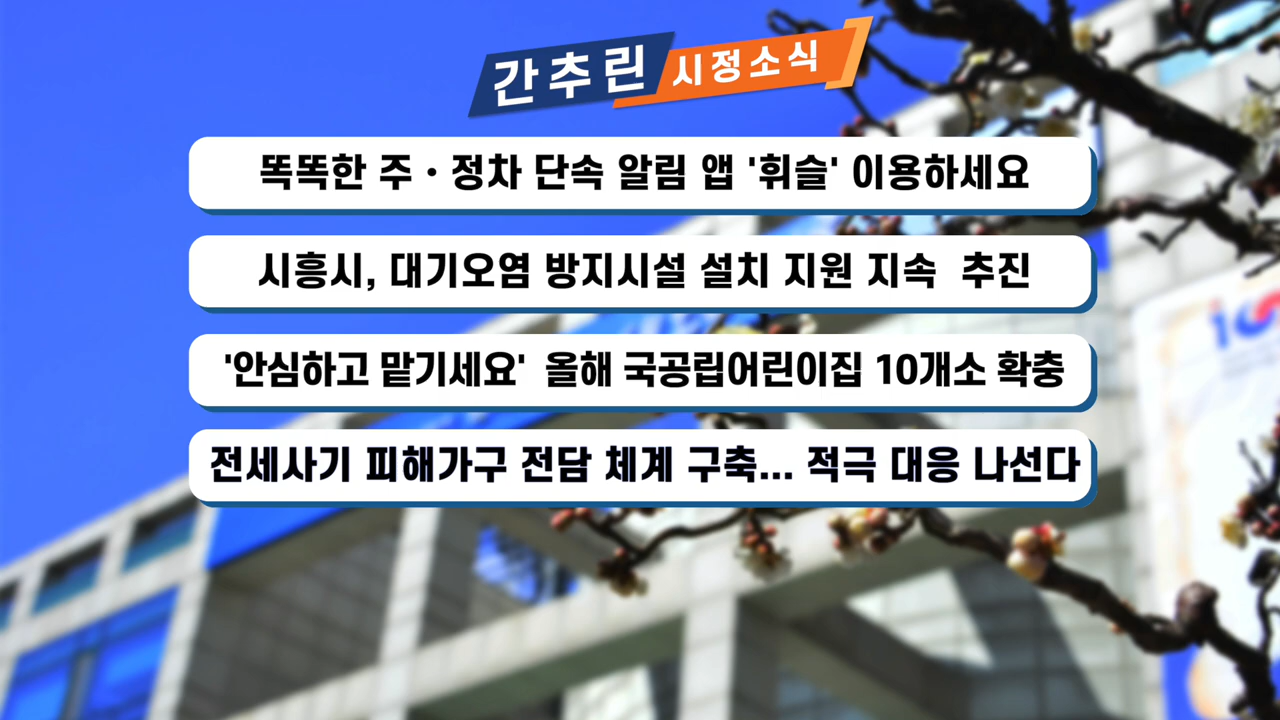 간추린 시정소식
똑똑한 주·정차 단속 알림 앱 '휘슬' 이용하세요
시흥시, 대기오염 방지시설 설치 지원 지속 추진
'안심하고 맡기세요' 올해 국공립어린이집 10개소 확충
전세사기 피해가구 전담 체계 구축... 적극 대응 나선다